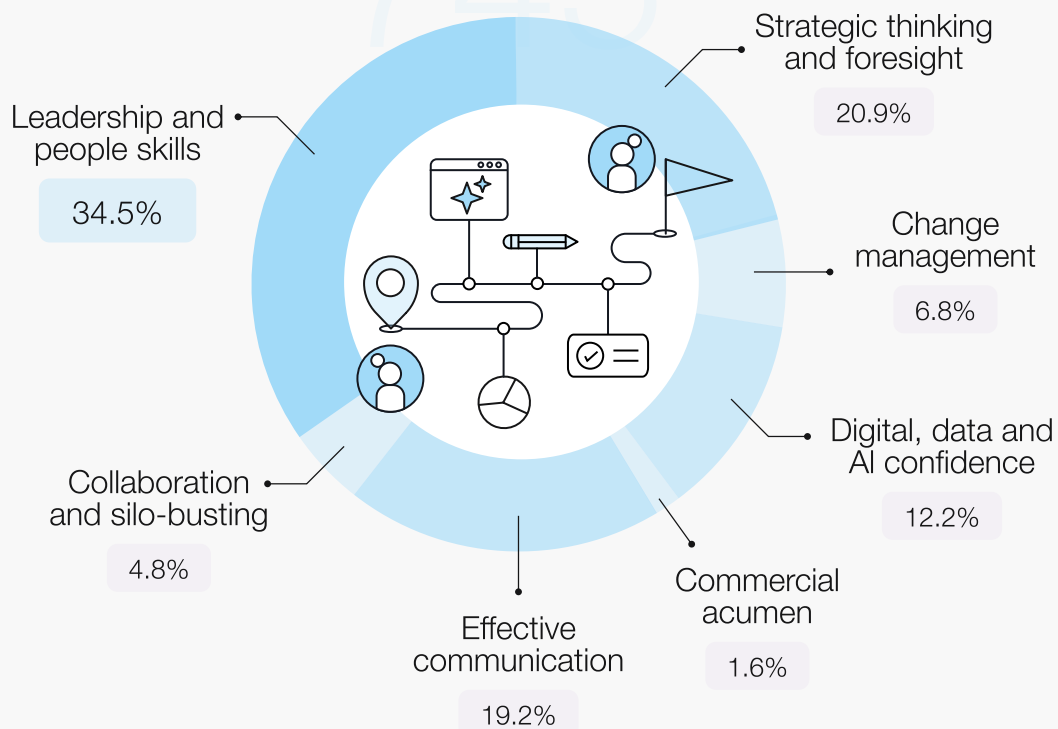 Strategic thinking
and foresight
20.9%
Leadership and
people skills
34.5%
Change
management
6.8%
Digital, data and
AI confidence
12.2%
Collaboration
and silo-busting
4.8%
Commercial
acumen
1.6%
Effective
communication
19.2%